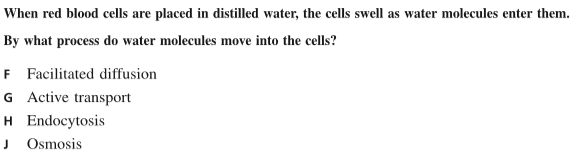 When red blood cells are placed in distilled water, the cells swell as water molecules enter them.
By what process do water molecules move into the cells?
F Facilitated diffusion
G Active transport
H Endocytosis
J Osmosis